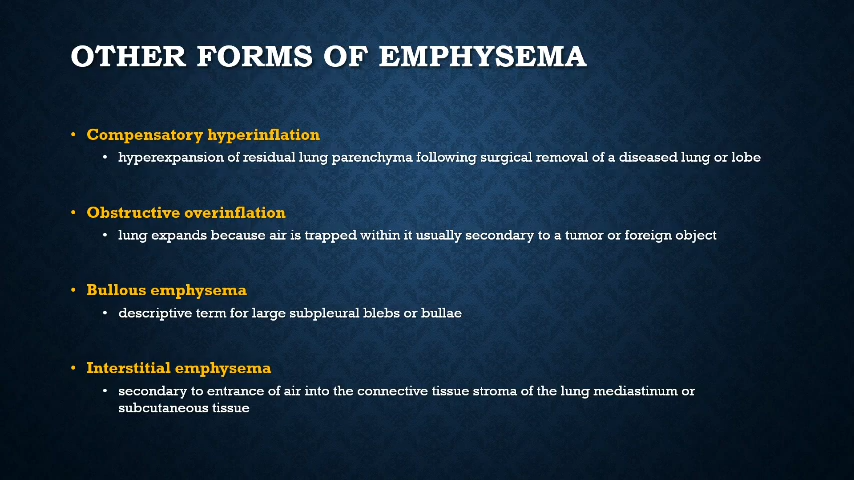 OTHER FORMS OF EMPHYSEMA
• Compensatory hyperinflation
• hyperexpansion of residual lung parenchyma following surgical removal of a diseased lung or lobe
• Obstructive overinflation
• lung expands because air is trapped within it usually secondary to a tumor or foreign object
• Bullous emphysema
• descriptive term for large subpleural blebs or bullae
• Interstitial emphysema
• secondary to entrance of air into the connective tissue stroma of the lung mediastinum or
subcutaneous tissue